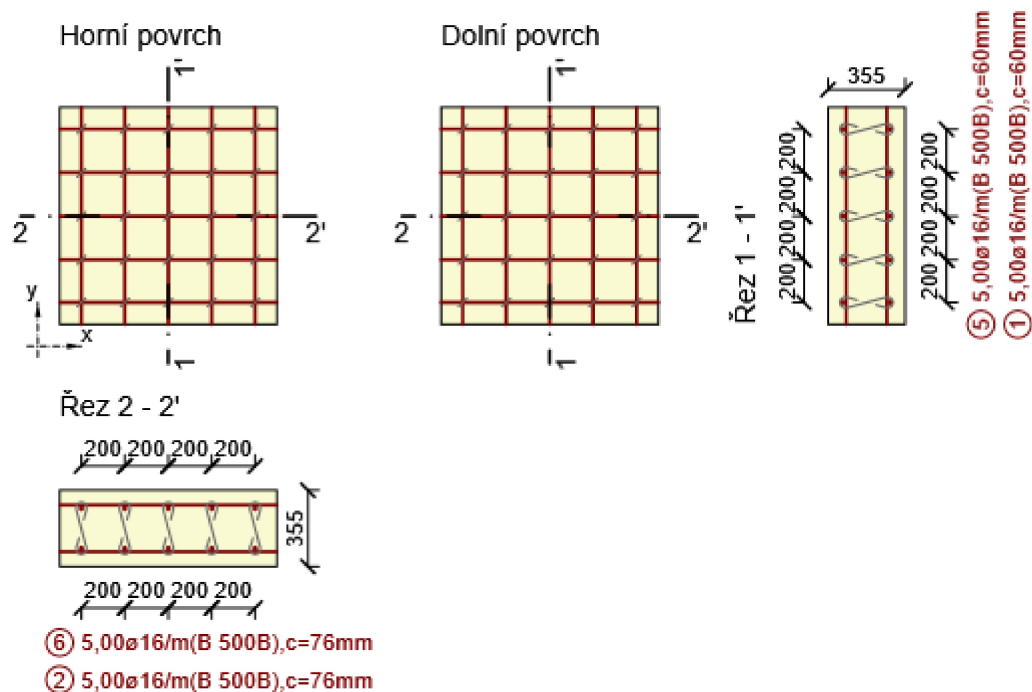 Horní povrch
Dolní povrch
1'
1'
2
2'
2
2'
y
x
1
1
355
200
200
200
200
200
200
200
200
Řez 1 - 1'
⑤ 5,00ø16/m(B 500B),c=60mm
① 5,00ø16/m(B 500B),c=60mm
Řez 2 - 2'
200 200 200 200
355
200 200 200 200
⑥ 5,00ø16/m(B 500B),c=76mm
② 5,00ø16/m(B 500B),c=76mm